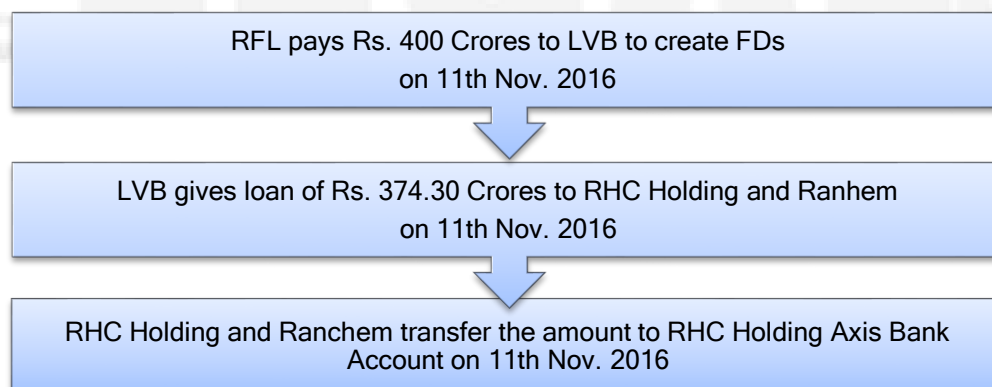 RFL pays Rs. 400 Crores to LVB to create FDs
on 11th Nov. 2016
LVB gives loan of Rs. 374.30 Crores to RHC Holding and Ranhem
on 11th Nov. 2016
RHC Holding and Ranchem transfer the amount to RHC Holding Axis Bank
Account on 11th Nov. 2016